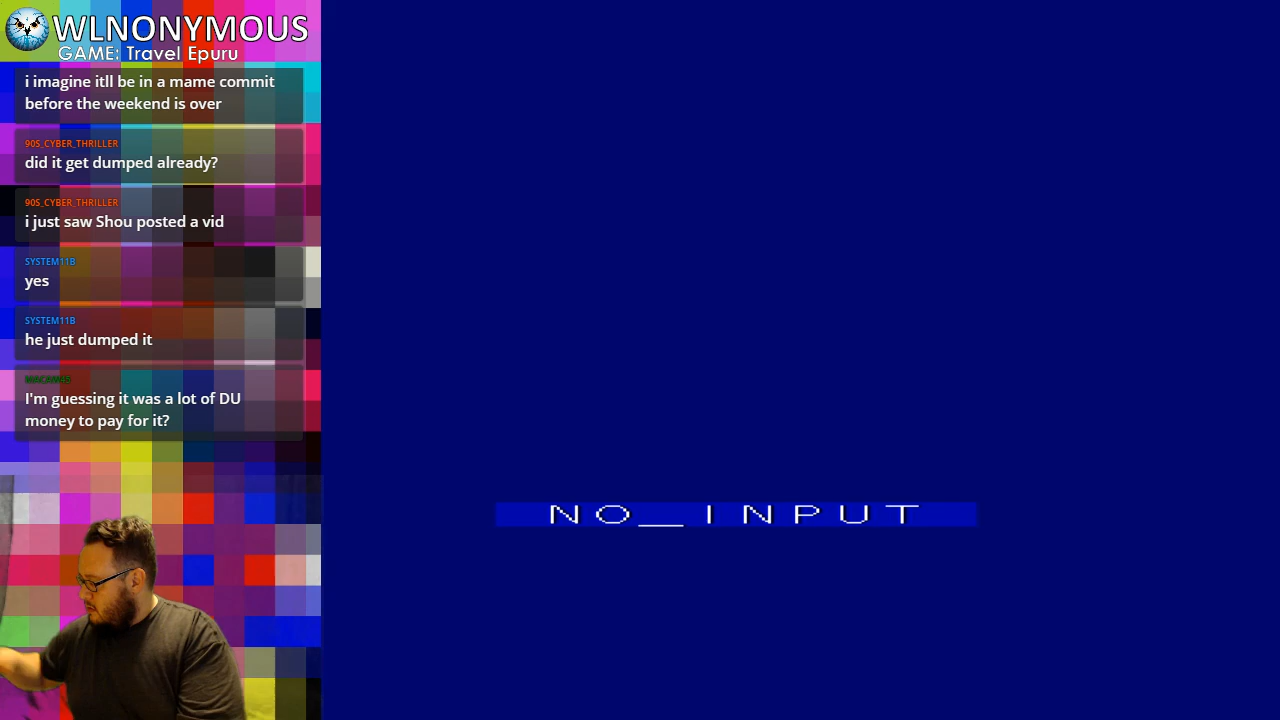 WLNONYMOUS
GAME: Travel Epuru
i imagine itll be in a mame commit
before the weekend is over
90S_CYBER_THRILLER
did it get dumped already?
90S_CYBER_THRILLER
i just saw Shou posted a vid
SYSTEM11B
yes
SYSTEM11B
he just dumped it
I'm guessing it was a lot of DU
money to pay for it?
NO__INPUT